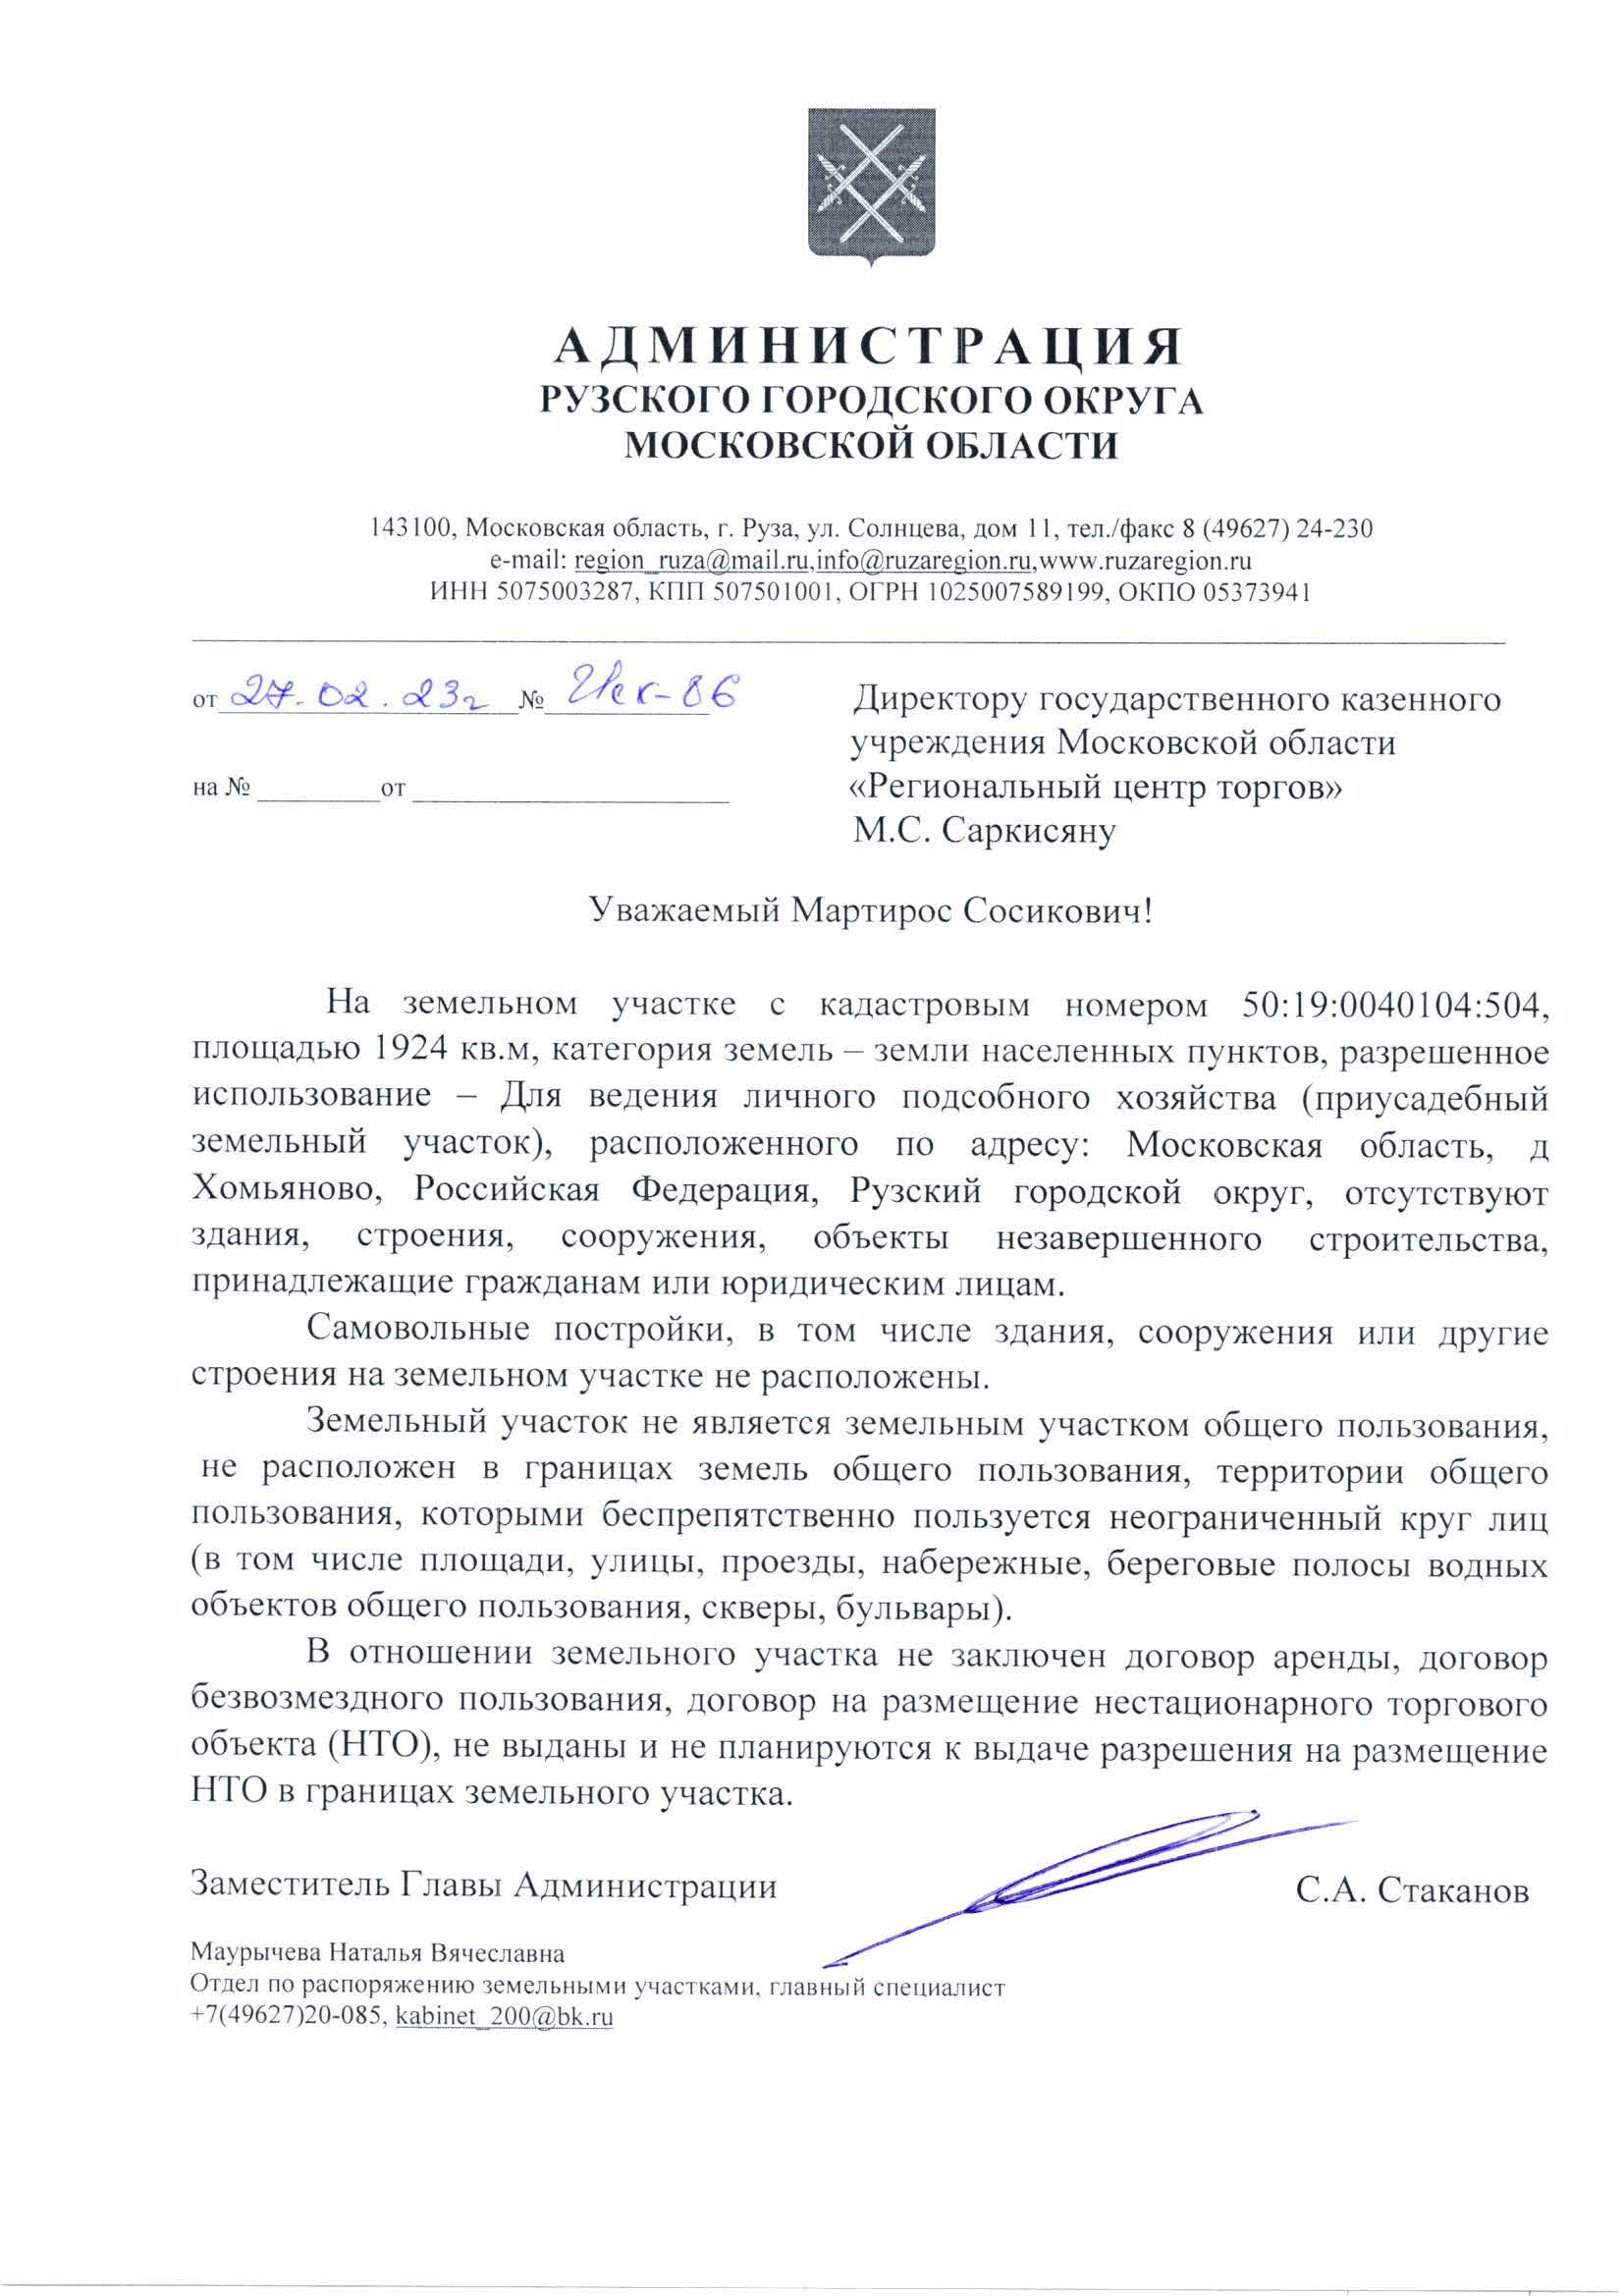 АДМИНИСТРАЦИЯ
РУЗСКОГО ГОРОДСКОГО ОКРУГА
МОСКОВСКОЙ ОБЛАСТИ
143100, Московская область, г. Руза, ул. Солнцева, дом 11, тел./факс 8 (49627) 24-230
e-mail: region_ruza@mail.ru,info@ruzaregion.ru,www.ruzaregion.ru
ИНН 5075003287, КПП 507501001, ОГРН 1025007589199, ОКПО 05373941
от 27.02.23г № Исх-86
на № __________от ____________________
Директору государственного казенного
учреждения Московской области
«Региональный центр торгов»
М.С. Саркисяну
Уважаемый Мартирос Сосикович!
На земельном участке с кадастровым номером 50:19:0040104:504,
площадью 1924 кв.м, категория земель – земли населенных пунктов, разрешенное
использование – Для ведения личного подсобного хозяйства (приусадебный
земельный участок), расположенного по адресу: Московская область, д
Хомьяново, Российская Федерация, Рузский городской округ, отсутствуют
здания, строения, сооружения, объекты незавершенного строительства,
принадлежащие гражданам или юридическим лицам.
Самовольные постройки, в том числе здания, сооружения или другие
строения на земельном участке не расположены.
Земельный участок не является земельным участком общего пользования,
не расположен в границах земель общего пользования, территории общего
пользования, которыми беспрепятственно пользуется неограниченный круг лиц
(в том числе площади, улицы, проезды, набережные, береговые полосы водных
объектов общего пользования, скверы, бульвары).
В отношении земельного участка не заключен договор аренды, договор
безвозмездного пользования, договор на размещение нестационарного торгового
объекта (НТО), не выданы и не планируются к выдаче разрешения на размещение
НТО в границах земельного участка.
Заместитель Главы Администрации С.А. Стаканов
Маурычева Наталья Вячеславна
Отдел по распоряжению земельными участками, главный специалист
+7(49627)20-085, kabinet_200@bk.ru